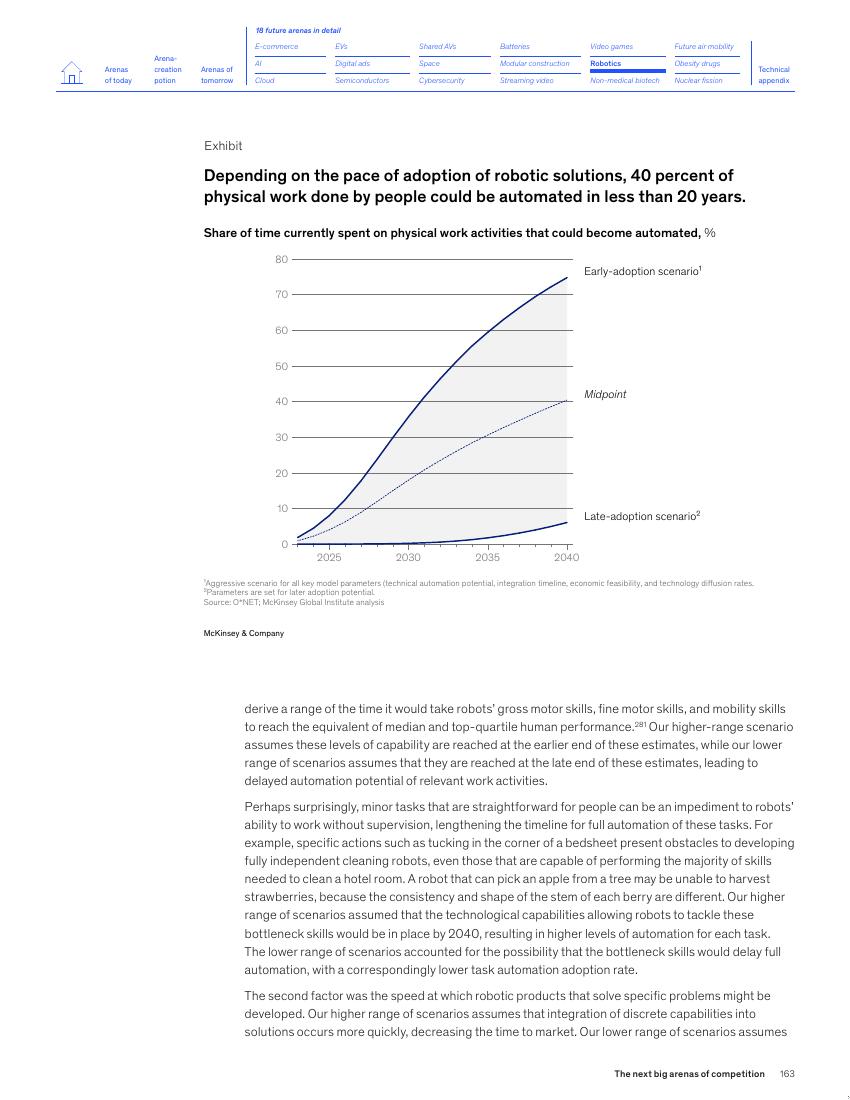 18 future arenas in detail
Arenas of today
Arena-creation potion
Arenas of tomorrow
E-commerce EVs Shared AVs Batteries Video games Future air mobility
AI Digital ads Space Modular construction Robotics Obesity drugs
Cloud Semiconductors Cybersecurity Streaming video Non-medical biotech Nuclear fission
Technical appendix
Exhibit
Depending on the pace of adoption of robotic solutions, 40 percent of
physical work done by people could be automated in less than 20 years.
Share of time currently spent on physical work activities that could become automated, %
80
Early-adoption scenario¹
70
60
50
40
Midpoint
30
20
10
Late-adoption scenario²
0
2025 2030 2035 2040
¹Aggressive scenario for all key model parameters (technical automation potential, integration timeline, economic feasibility, and technology diffusion rates.
²Parameters are set for later adoption potential.
Source: O*NET; McKinsey Global Institute analysis
McKinsey & Company
derive a range of the time it would take robots’ gross motor skills, fine motor skills, and mobility skills
to reach the equivalent of median and top-quartile human performance.²⁸¹ Our higher-range scenario
assumes these levels of capability are reached at the earlier end of these estimates, while our lower
range of scenarios assumes that they are reached at the late end of these estimates, leading to
delayed automation potential of relevant work activities.
Perhaps surprisingly, minor tasks that are straightforward for people can be an impediment to robots’
ability to work without supervision, lengthening the timeline for full automation of these tasks. For
example, specific actions such as tucking in the corner of a bedsheet present obstacles to developing
fully independent cleaning robots, even those that are capable of performing the majority of skills
needed to clean a hotel room. A robot that can pick an apple from a tree may be unable to harvest
strawberries, because the consistency and shape of the stem of each berry are different. Our higher
range of scenarios assumed that the technological capabilities allowing robots to tackle these
bottleneck skills would be in place by 2040, resulting in higher levels of automation for each task.
The lower range of scenarios accounted for the possibility that the bottleneck skills would delay full
automation, with a correspondingly lower task automation adoption rate.
The second factor was the speed at which robotic products that solve specific problems might be
developed. Our higher range of scenarios assumes that integration of discrete capabilities into
solutions occurs more quickly, decreasing the time to market. Our lower range of scenarios assumes
The next big arenas of competition 163